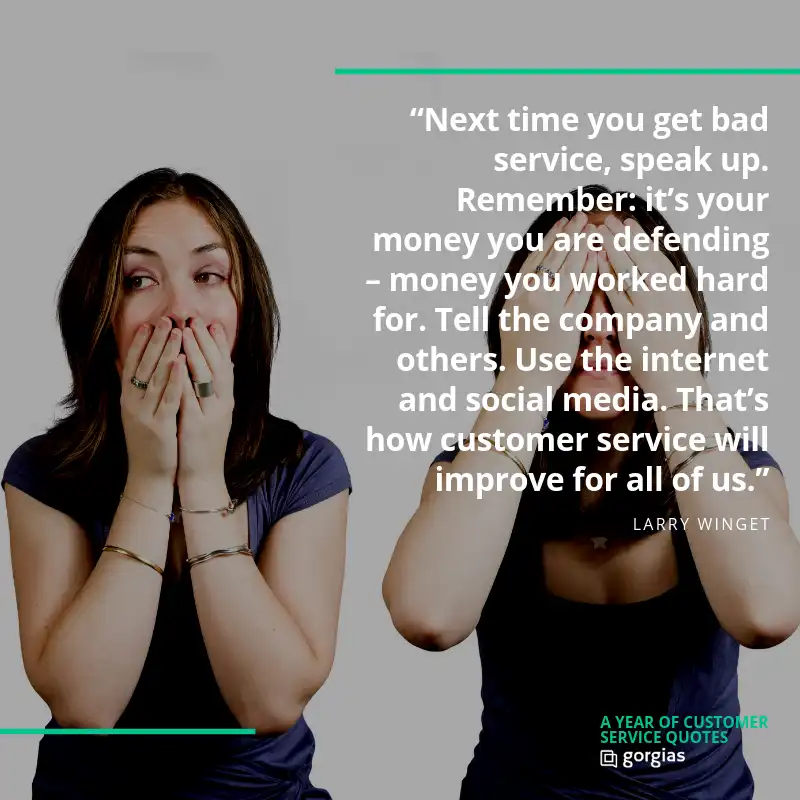 “Next time you get bad
service, speak up.
Remember: it’s your
money you are defending
– money you worked hard
for. Tell the company and
others. Use the internet
and social media. That’s
how customer service will
improve for all of us.”
LARRY WINGET
A YEAR OF CUSTOMER
SERVICE QUOTES
gorgias